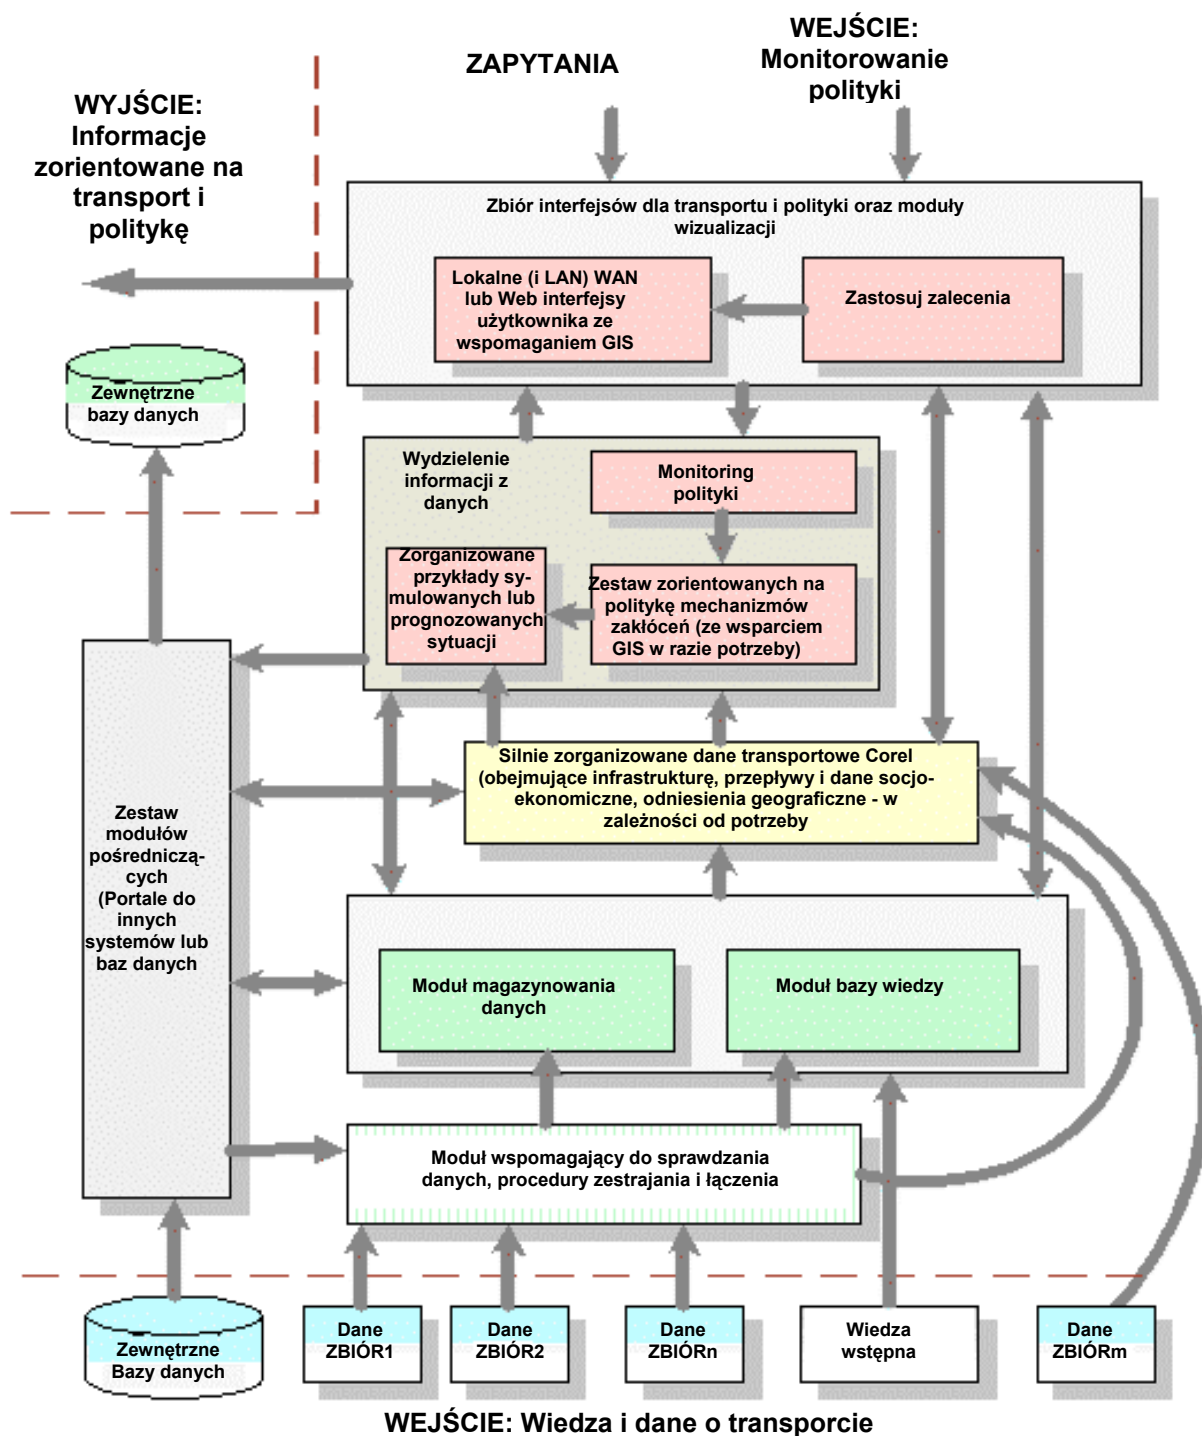 WEJŚCIE:
Monitorowanie
polityki
ZAPYTANIA
WYJŚCIE:
Informacje
zorientowane na
transport i
politykę
Zbiór interfejsów dla transportu i polityki oraz moduły
wizualizacji
Lokalne (i LAN) WAN
lub Web interfejsy
użytkownika ze
wspomaganiem GIS
Zastosuj zalecenia
Zewnętrzne
bazy danych
Wydzielenie
informacji z
danych
Monitoring
polityki
Zorganizowane
przykłady sy-
mulowanych lub
prognozowanych
sytuacji
Zestaw zorientowanych na
politykę mechanizmów
zakłóceń (ze wsparciem
GIS w razie potrzeby)
Silnie zorganizowane dane transportowe Corel
(obejmujące infrastrukturę, przepływy i dane socjo-
ekonomiczne, odniesienia geograficzne - w
zależności od potrzeby
Zestaw
modułów
pośredniczą-
cych
(Portale do
innych
systemów lub
baz danych
Moduł magazynowania
danych
Moduł bazy wiedzy
Moduł wspomagający do sprawdzania
danych, procedury zestrajania i łączenia
Zewnętrzne
Bazy danych
Dane
ZBIÓR1
Dane
ZBIÓR2
Dane
ZBIÓRn
Wiedza
wstępna
Dane
ZBIÓRm
WEJŚCIE: Wiedza i dane o transporcie